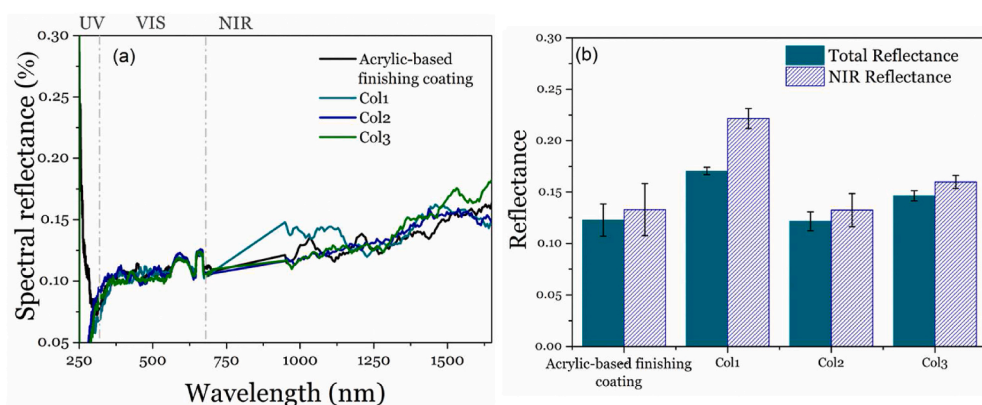 UV VIS NIR
(a)
Acrylic-based
finishing coating
Col1
Col2
Col3
Spectral reflectance (%)
0.30
0.25
0.20
0.15
0.10
0.05
250 500 750 1000 1250 1500
Wavelength (nm)
(b)
Total Reflectance
NIR Reflectance
Reflectance
0.30
0.25
0.20
0.15
0.10
0.05
0.00
Acrylic-based finishing
coating
Col1 Col2 Col3